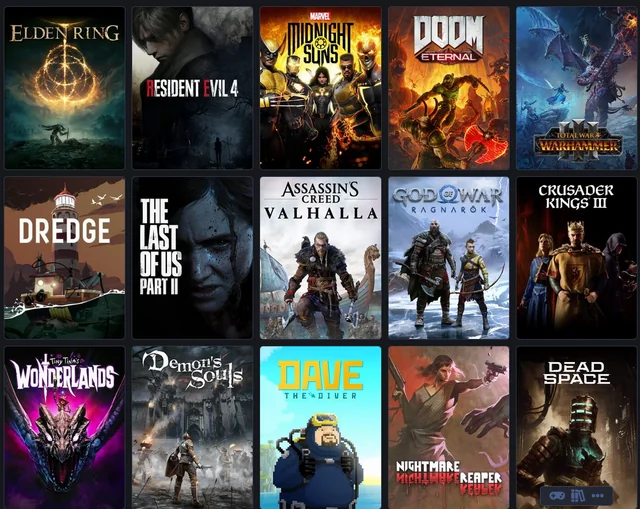 ELDEN RING
RESIDENT EVIL 4
MARVEL
MIDNIGHT
SUNS
DOOM
ETERNAL
TOTAL WAR
WARHAMMER
III
DREDGE
THE
LAST
OF US
PART II
ASSASSIN'S
CREED
VALHALLA
GOD OF WAR
RAGNARÖK
CRUSADER
KINGS III
TINY TINA'S
WONDERLANDS
Demon's
Souls
DAVE
THE DIVER
NIGHTMARE
REAPER
DEAD
SPACE